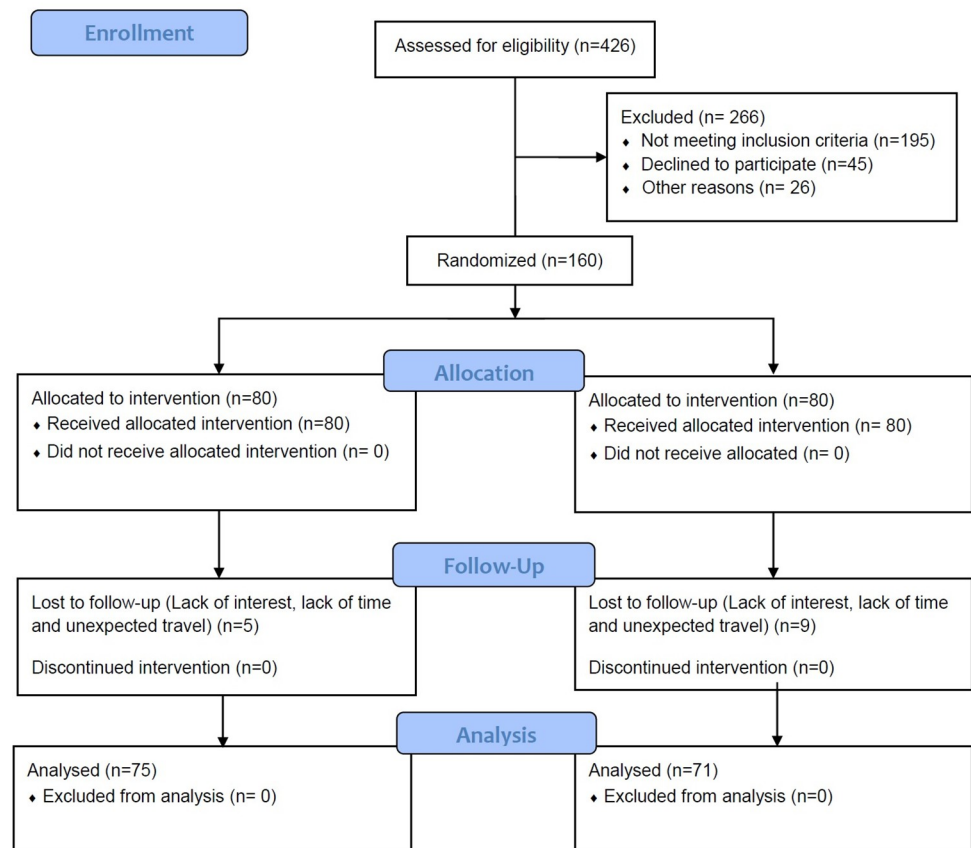 Enrollment
Assessed for eligibility (n=426)
Excluded (n= 266)
♦ Not meeting inclusion criteria (n=195)
♦ Declined to participate (n=45)
♦ Other reasons (n= 26)
Randomized (n=160)
Allocation
Allocated to intervention (n=80)
♦ Received allocated intervention (n=80)
♦ Did not receive allocated intervention (n= 0)
Allocated to intervention (n=80)
♦ Received allocated intervention (n= 80)
♦ Did not receive allocated (n= 0)
Follow-Up
Lost to follow-up (Lack of interest, lack of time
and unexpected travel) (n=5)
Discontinued intervention (n=0)
Lost to follow-up (Lack of interest, lack of time
and unexpected travel) (n=9)
Discontinued intervention (n=0)
Analysis
Analysed (n=75)
♦ Excluded from analysis (n= 0)
Analysed (n=71)
♦ Excluded from analysis (n=0)